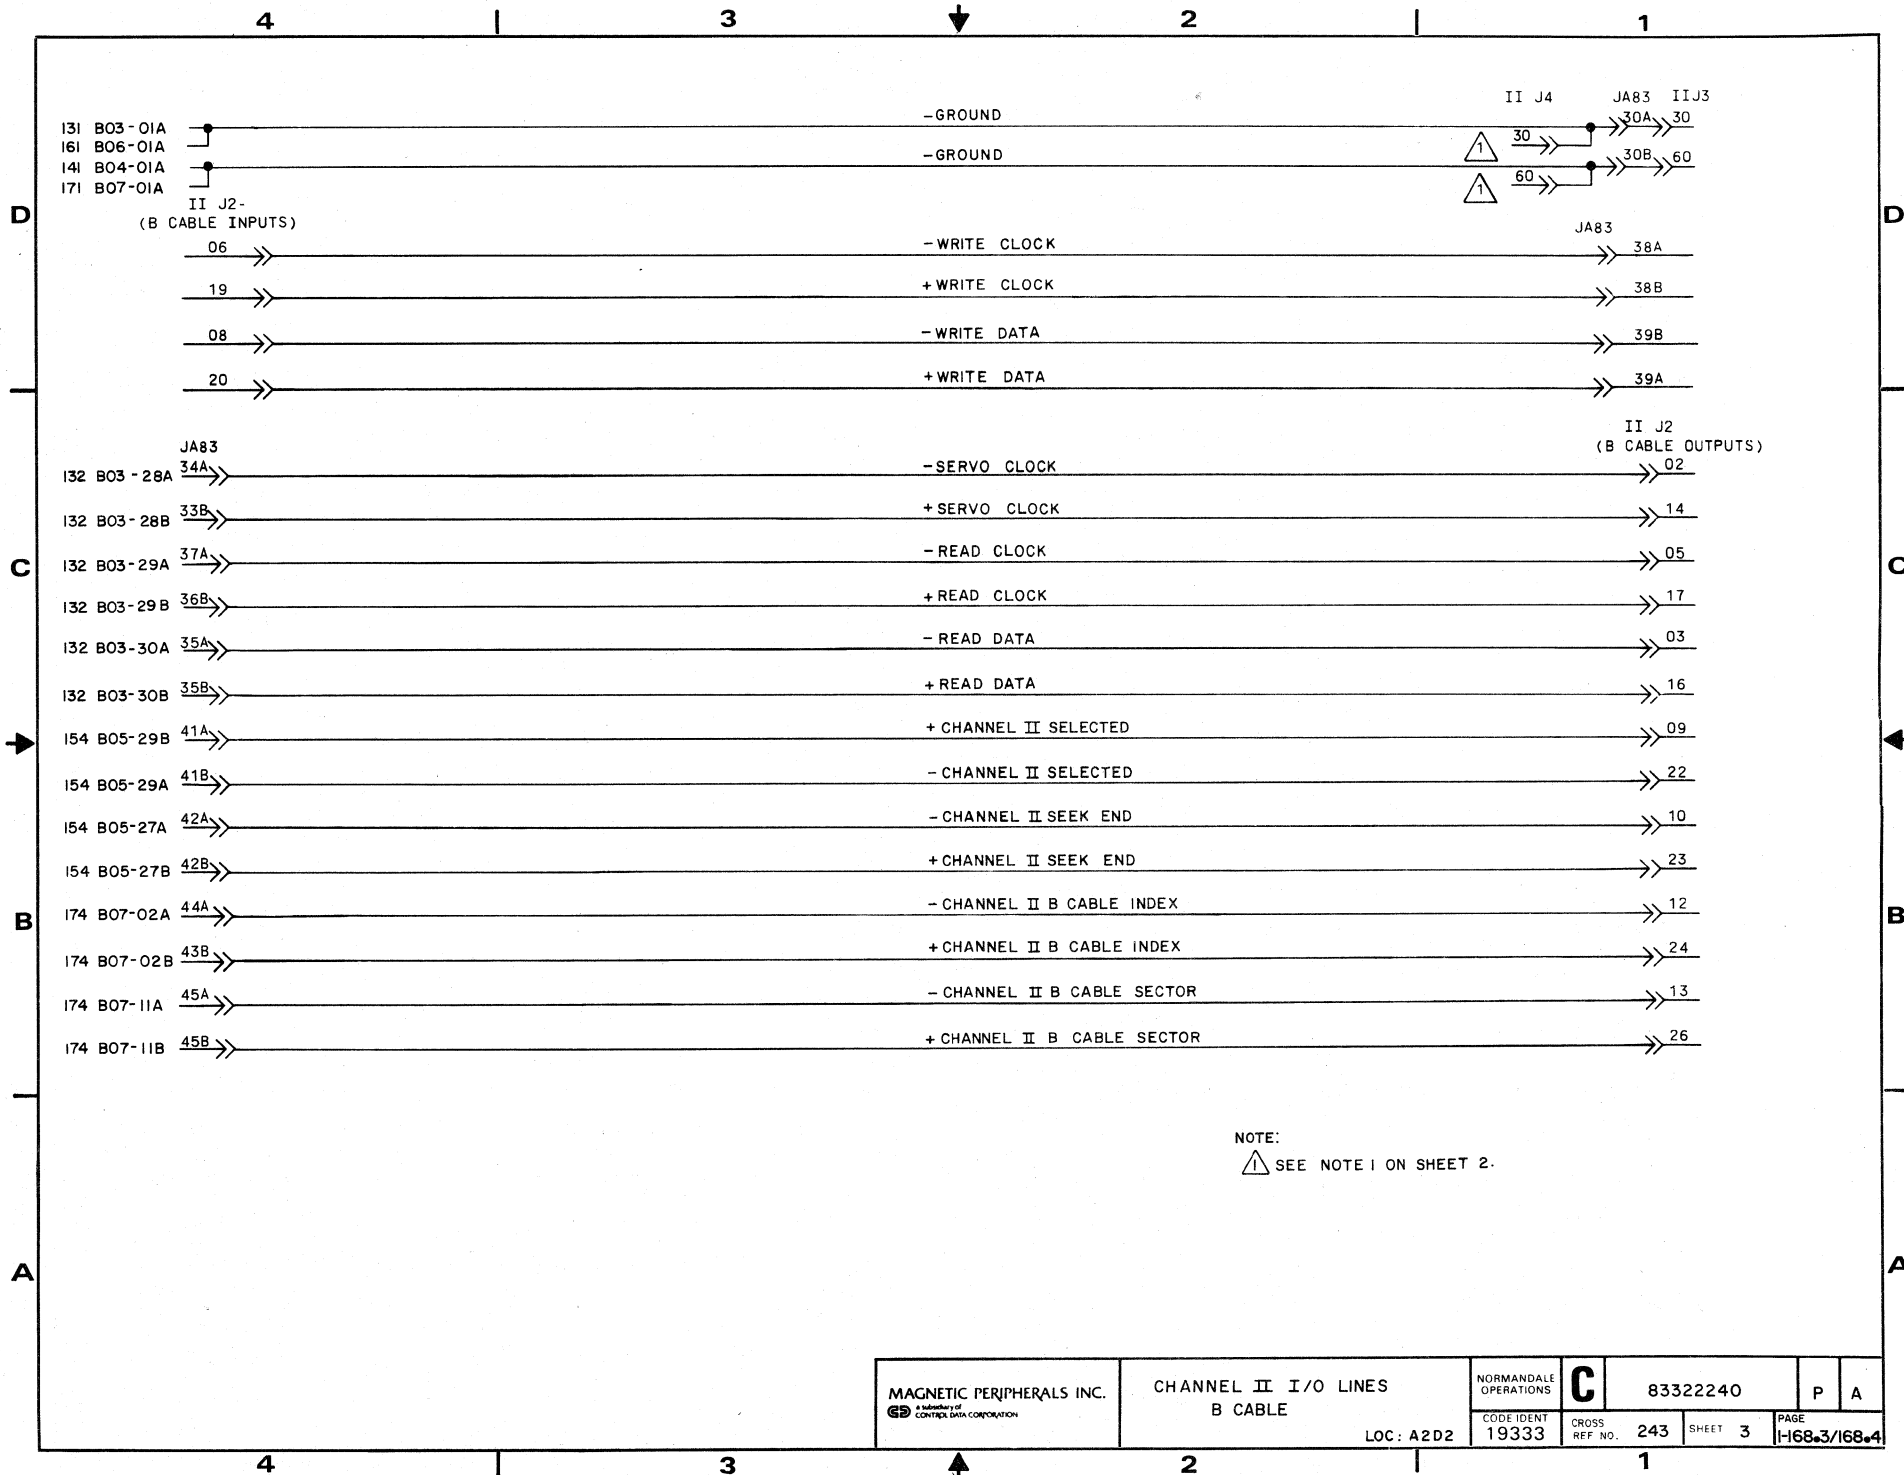 4 3 2 1
II J4 JA83 IIJ3
131 B03-01A -GROUND 30A 30
161 B06-01A 1 30
141 B04-01A -GROUND 30B 60
171 B07-01A 1 60
II J2-
(B CABLE INPUTS)
D D
JA83
06 -WRITE CLOCK 38A
19 +WRITE CLOCK 38B
08 -WRITE DATA 39B
20 +WRITE DATA 39A
II J2
(B CABLE OUTPUTS)
JA83
132 B03-28A 34A -SERVO CLOCK 02
132 B03-28B 33B +SERVO CLOCK 14
132 B03-29A 37A -READ CLOCK 05
C C
132 B03-29B 36B +READ CLOCK 17
132 B03-30A 35A -READ DATA 03
132 B03-30B 35B +READ DATA 16
154 B05-29B 41A +CHANNEL II SELECTED 09
154 B05-29A 41B -CHANNEL II SELECTED 22
154 B05-27A 42A -CHANNEL II SEEK END 10
154 B05-27B 42B +CHANNEL II SEEK END 23
174 B07-02A 44A -CHANNEL II B CABLE INDEX 12
B B
174 B07-02B 43B +CHANNEL II B CABLE INDEX 24
174 B07-11A 45A -CHANNEL II B CABLE SECTOR 13
174 B07-11B 45B +CHANNEL II B CABLE SECTOR 26
NOTE:
1 SEE NOTE 1 ON SHEET 2.
A A
MAGNETIC PERIPHERALS INC.
a subsidiary of
CONTROL DATA CORPORATION
CHANNEL II I/O LINES
B CABLE
LOC: A2D2
NORMANDALE
OPERATIONS
C 83322240 P A
CODE IDENT
19333
CROSS
REF NO. 243
SHEET 3
PAGE
1-168.3/168.4
4 3 2 1